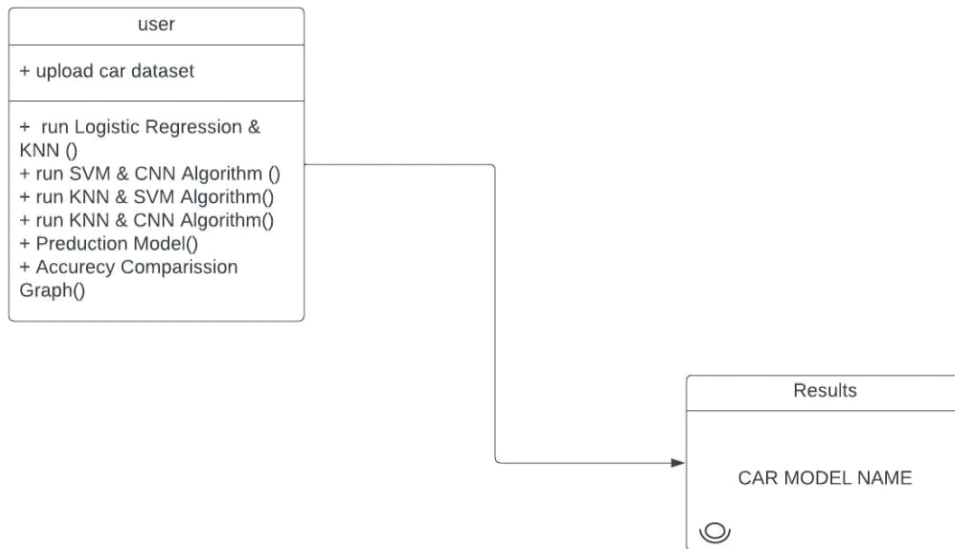 user
+ upload car dataset
+ run Logistic Regression &
KNN ()
+ run SVM & CNN Algorithm ()
+ run KNN & SVM Algorithm()
+ run KNN & CNN Algorithm()
+ Preduction Model()
+ Accurecy Comparission
Graph()
Results
CAR MODEL NAME